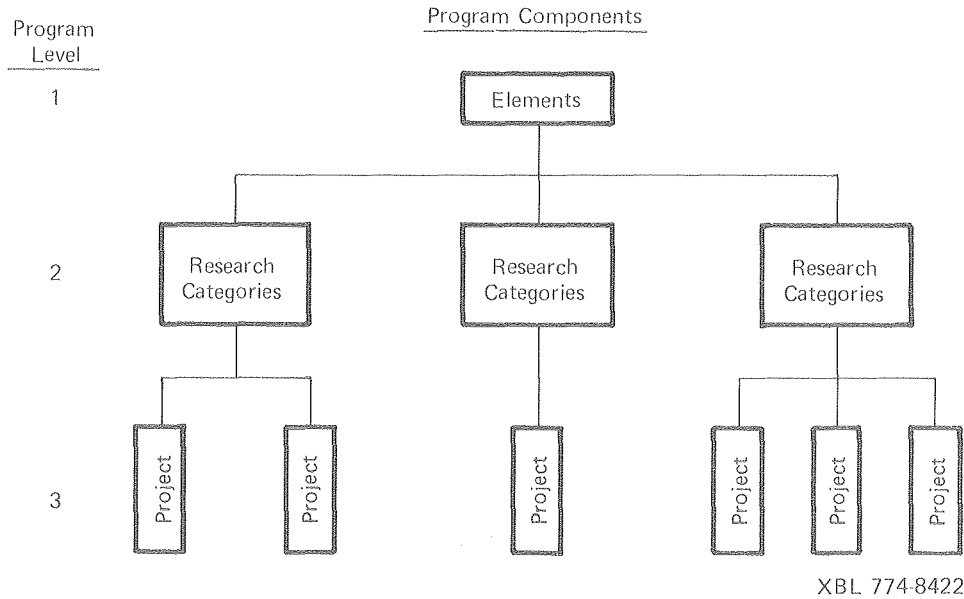 Program Components
Program
Level
1
Elements
2
Research
Categories
Research
Categories
Research
Categories
3
Project
Project
Project
Project
Project
Project
XBL 774-8422